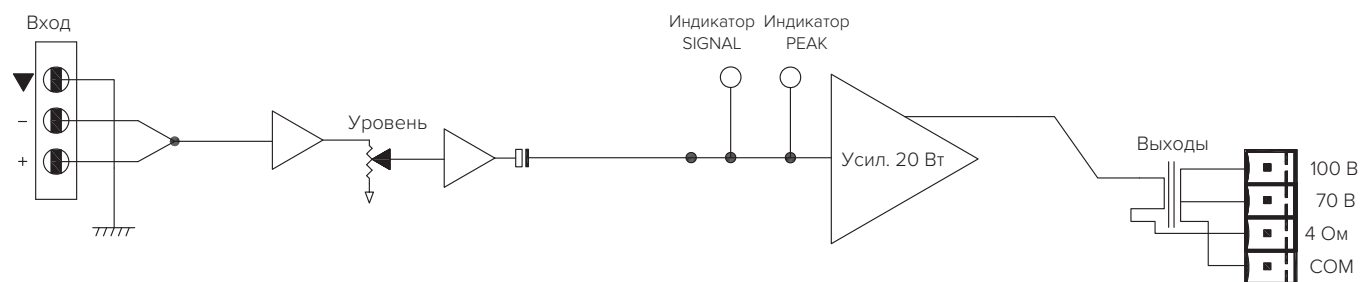 Вход
–
+
Уровень
Индикатор
SIGNAL
Индикатор
PEAK
Усил. 20 Вт
Выходы
100 В
70 В
4 Ом
COM